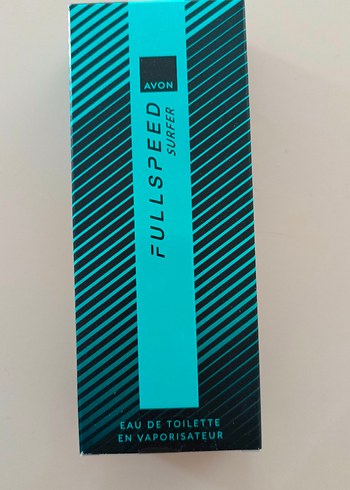 AVON
FULLSPEED
SURFER
EAU DE TOILETTE
EN VAPORISATEUR